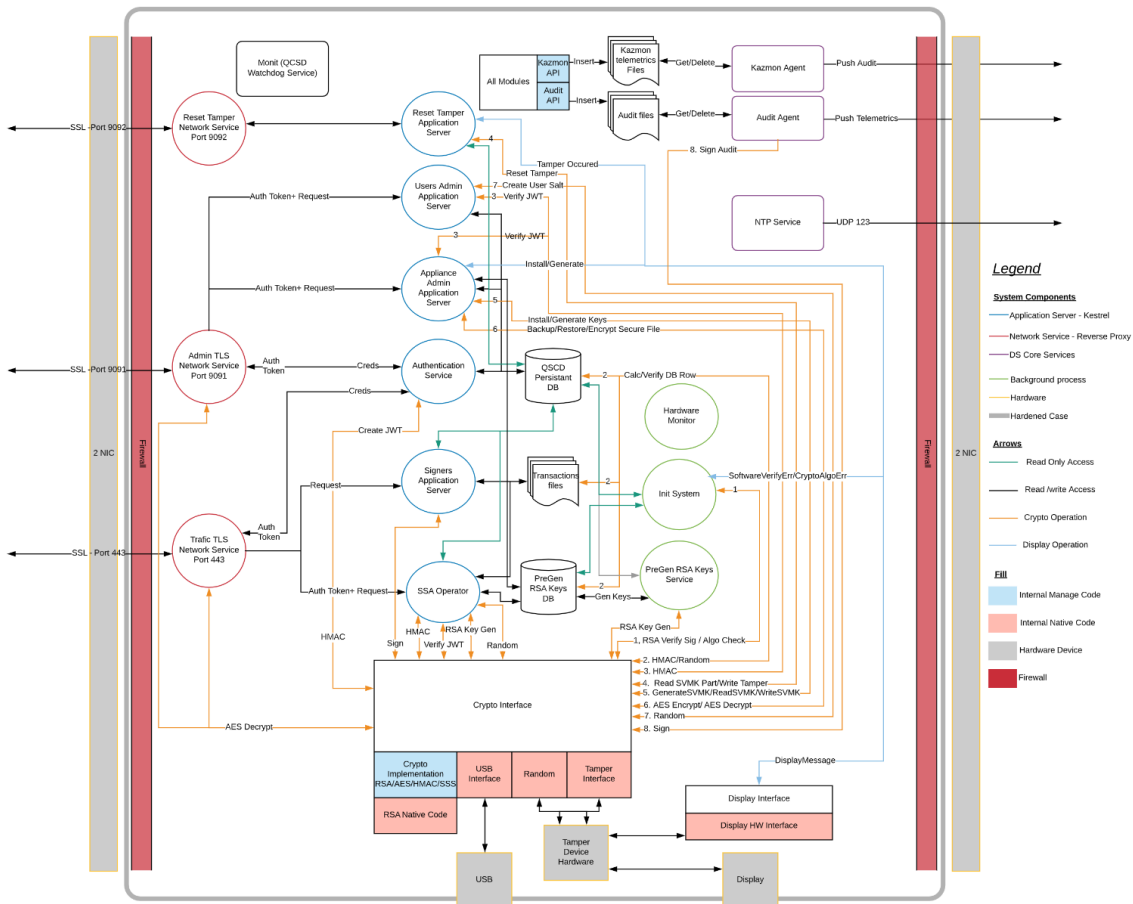 Monit (QCSD
Watchdog Service)
All Modules
Kazmon
API
Audit
API
Insert
Insert
Kazmon
telemetrics
Files
Audit files
Get/Delete
Get/Delete
Kazmon Agent
Audit Agent
Push Audit
Push Telemetrics
8. Sign Audit
NTP Service
UDP 123
SSL -Port 9092
Reset Tamper
Network Service
Port 9092
Reset Tamper
Application
Server
4
Reset Tamper
Tamper Occured
Users Admin
Application
Server
7 Create User Salt
3 Verify JWT
Auth Token+ Request
3
Verify JWT
Appliance
Admin
Application
Server
Install/Generate
Auth Token+ Request
5
Install/Generate Keys
6
Backup/Restore/Encrypt Secure File
SSL -Port 9091
Admin TLS
Network Service
Port 9091
Auth
Token
Creds
Creds
Authentication
Service
QSCD
Persistant
DB
2
Calc/Verify DB Row
Hardware
Monitor
Create JWT
2 NIC
Firewall
Firewall
2 NIC
Signers
Application
Server
Request
Transactions
files
2
SoftwareVerifyErr/CryptoAlgoErr
Init System
1
Auth
Token
SSL - Port 443
Trafic TLS
Network Service
Port 443
Auth Token+ Request
SSA Operator
PreGen
RSA Keys
DB
2
Gen Keys
PreGen RSA Keys
Service
HMAC
Sign
HMAC
Verify JWT
RSA Key Gen
Random
RSA Key Gen
1, RSA Verify Sig / Algo Check
2. HMAC/Random
3. HMAC
4. Read SVMK Part/Write Tamper
5. GenerateSVMK/ReadSVMK/WriteSVMK
6. AES Encrypt/ AES Decrypt
7. Random
8. Sign
Crypto Interface
AES Decrypt
Crypto
Implementation
RSA/AES/HMAC/SSS
USB
Interface
Random
Tamper
Interface
RSA Native Code
DisplayMessage
Display Interface
Display HW Interface
Tamper
Device
Hardware
USB
Display
Legend
System Components
Application Server - Kestrel
Network Service - Reverse Proxy
DS Core Services
Background process
Hardware
Hardened Case
Arrows
Read Only Access
Read /write Access
Crypto Operation
Display Operation
Fill
Internal Manage Code
Internal Native Code
Hardware Device
Firewall